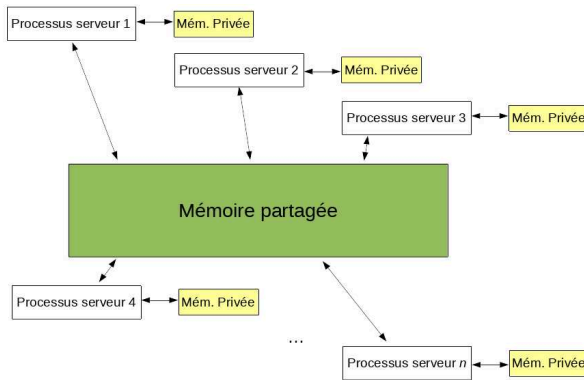 Processus serveur 1
Mém. Privée
Processus serveur 2
Mém. Privée
Processus serveur 3
Mém. Privée
Mémoire partagée
Processus serveur 4
Mém. Privée
...
Processus serveur n
Mém. Privée